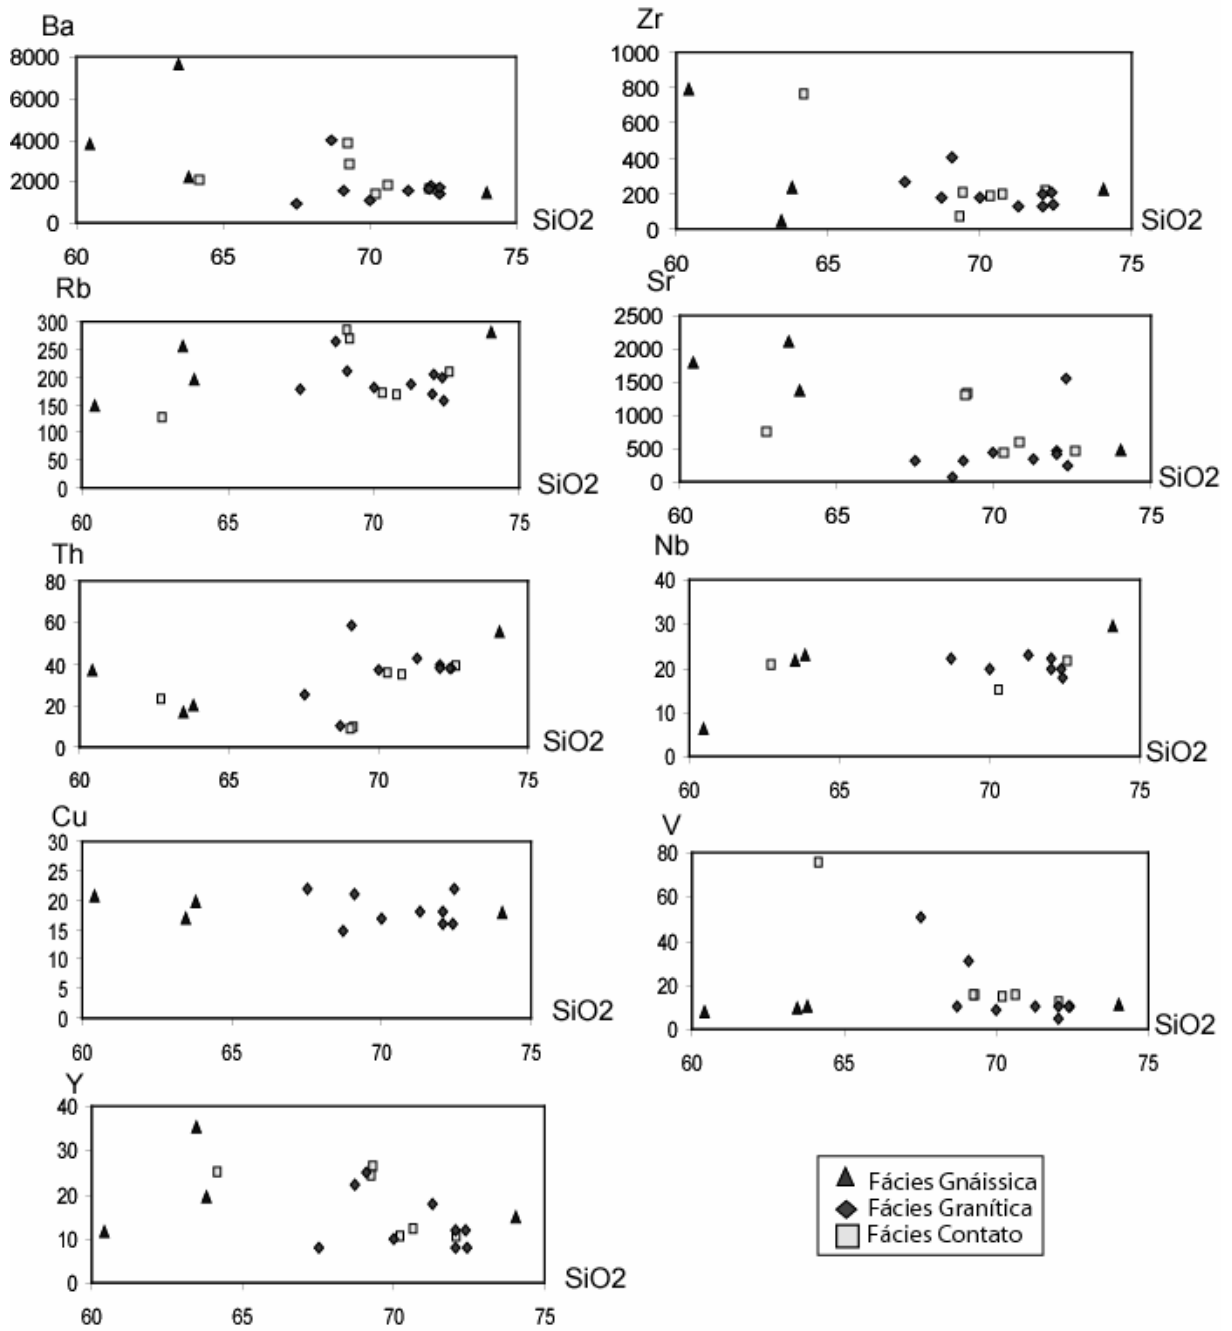 Ba
8000
6000
4000
2000
0
60 65 70 75
SiO2
Zr
1000
800
600
400
200
0
60 65 70 75
SiO2
Rb
300
250
200
150
100
50
0
60 65 70 75
SiO2
Sr
2500
2000
1500
1000
500
0
60 65 70 75
SiO2
Th
80
60
40
20
0
60 65 70 75
SiO2
Nb
40
30
20
10
0
60 65 70 75
SiO2
Cu
30
25
20
15
10
5
0
60 65 70 75
SiO2
V
80
60
40
20
0
60 65 70 75
SiO2
Y
40
30
20
10
0
60 65 70 75
SiO2
Fácies Gnáissica
Fácies Granítica
Fácies Contato